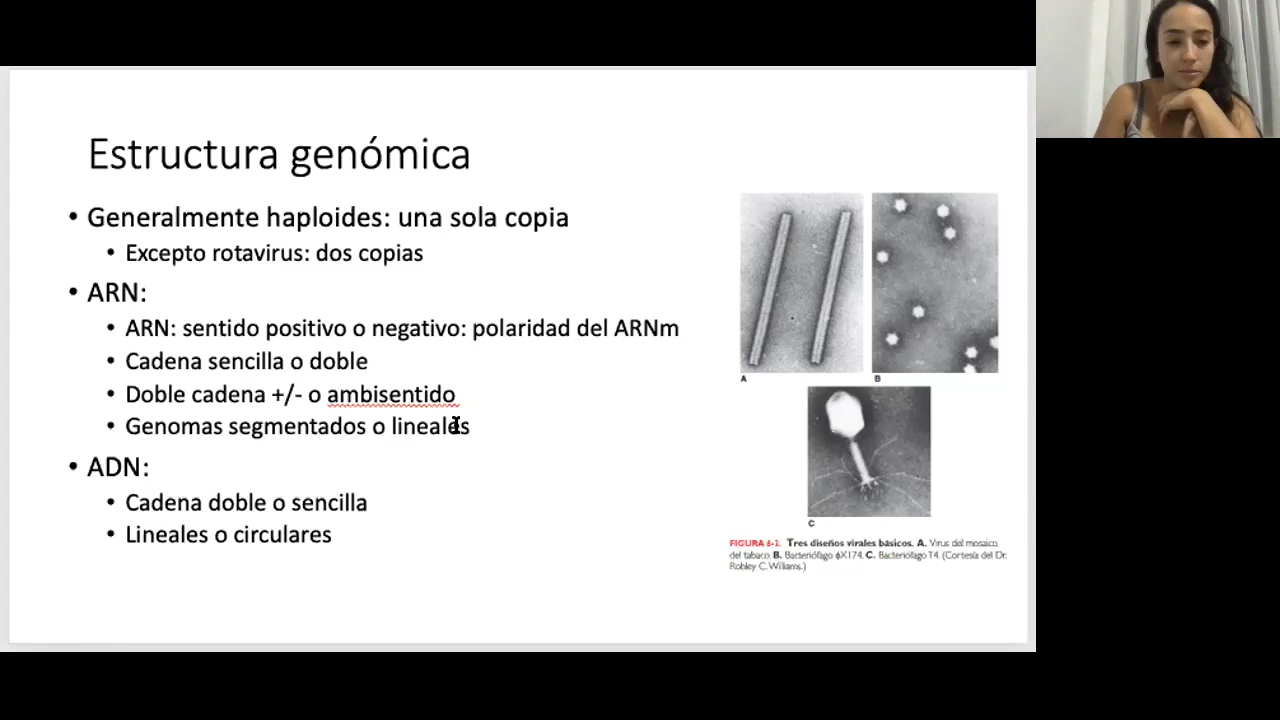 Estructura genómica
• Generalmente haploides: una sola copia
• Excepto rotavirus: dos copias
• ARN:
• ARN: sentido positivo o negativo: polaridad del ARNm
• Cadena sencilla o doble
• Doble cadena +/- o ambisentido
• Genomas segmentados o lineales
• ADN:
• Cadena doble o sencilla
• Lineales o circulares
A
B
C
FIGURA 6-1. Tres diseños virales básicos. A. Virus del mosaico
del tabaco. B. Bacteriófago ϕX174. C. Bacteriófago T4. (Cortesía del Dr.
Robley C. Williams.)